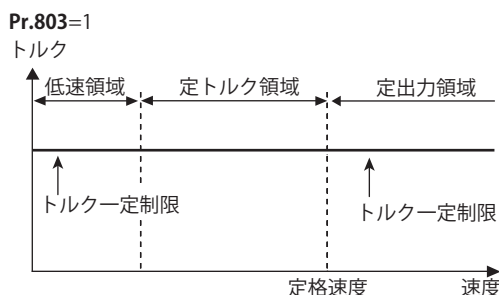 Pr.803=1
トルク
低速領域
定トルク領域
定出力領域
トルク一定制限
トルク一定制限
定格速度
速度